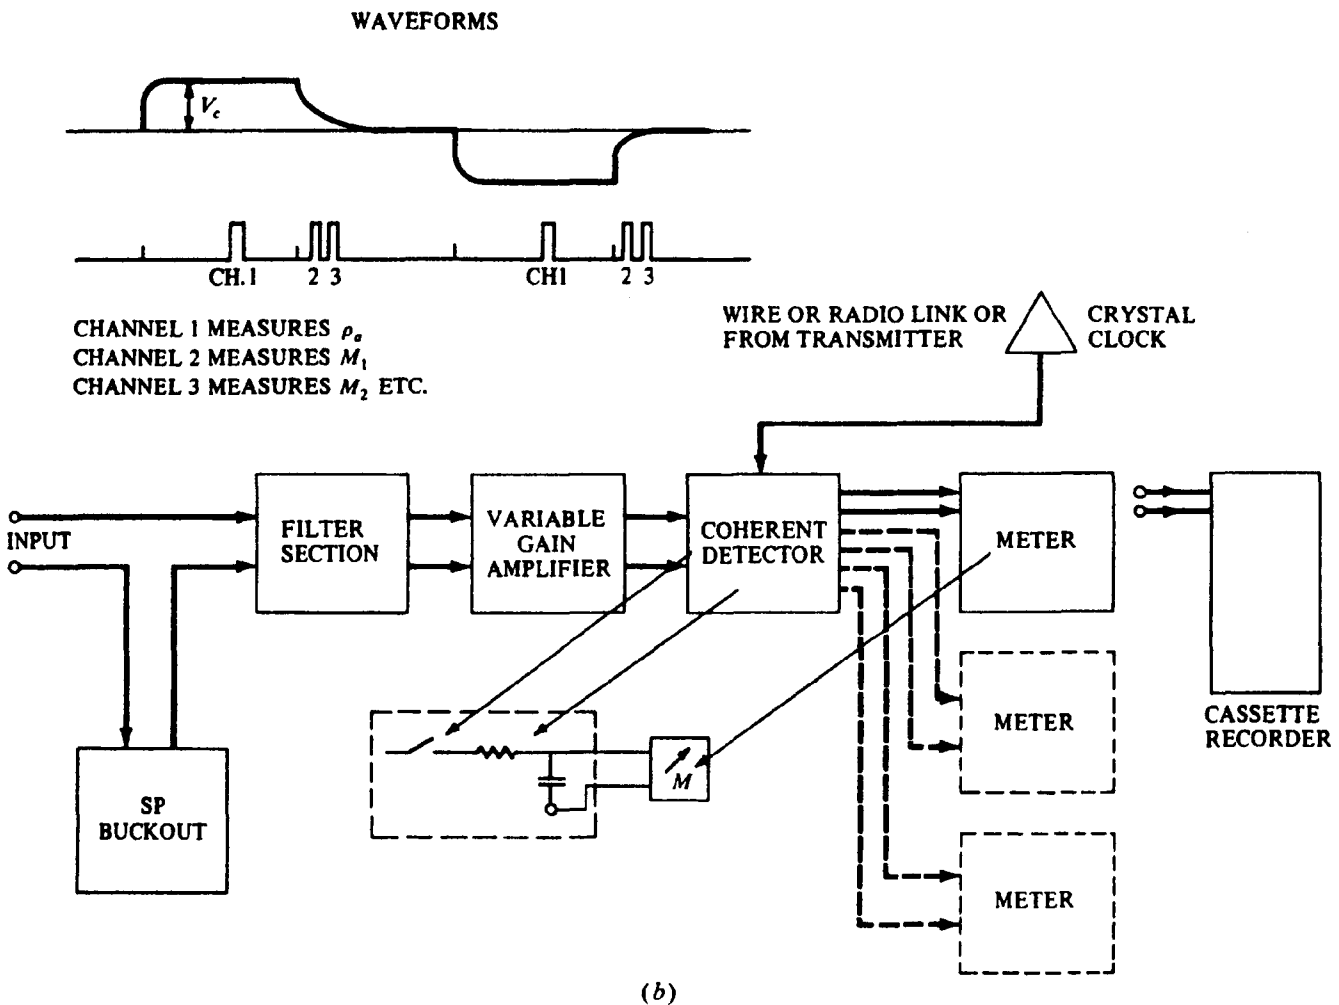 WAVEFORMS
V_c
CH. 1 2 3 CH1 2 3
CHANNEL 1 MEASURES ρ_a
CHANNEL 2 MEASURES M_1
CHANNEL 3 MEASURES M_2 ETC.
WIRE OR RADIO LINK OR
FROM TRANSMITTER
CRYSTAL
CLOCK
INPUT
FILTER
SECTION
VARIABLE
GAIN
AMPLIFIER
COHERENT
DETECTOR
METER
CASSETTE
RECORDER
METER
M
SP
BUCKOUT
METER
(b)